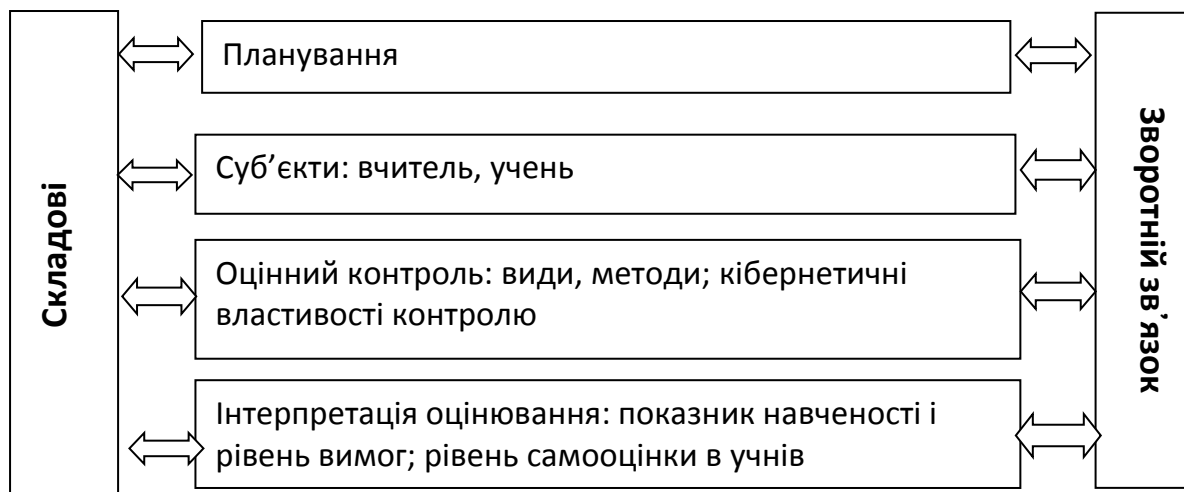 Складові
Планування
Суб’єкти: вчитель, учень
Оцінний контроль: види, методи; кібернетичні
властивості контролю
Інтерпретація оцінювання: показник навченості і
рівень вимог; рівень самооцінки в учнів
Зворотній зв’язок